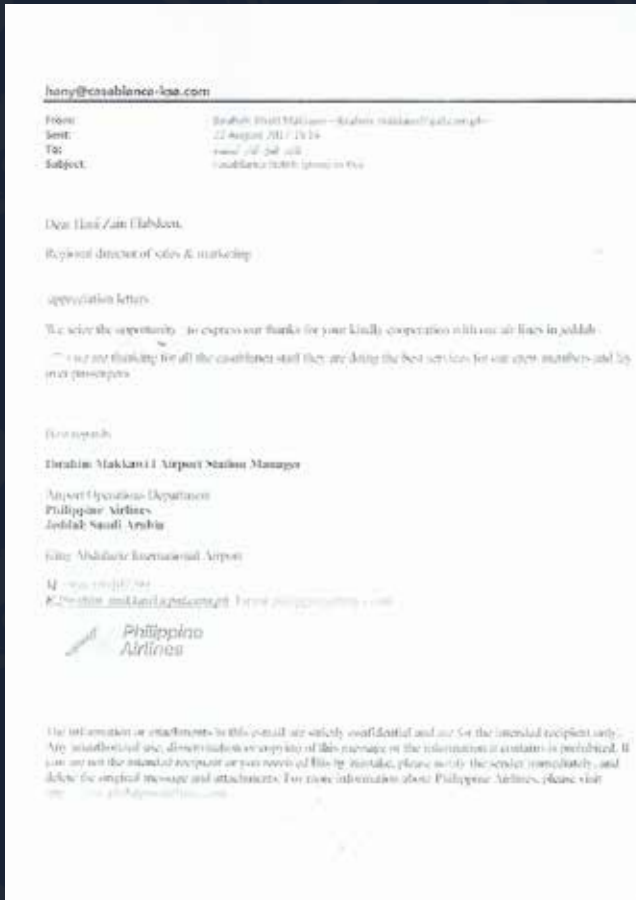 hany@casablanca-ksa.com
From:
Sent: 22 August 2017
To:
Subject:
Dear Hani Zain Elabdeen,
Regional director of sales & marketing
appreciation letters
We seize the opportunity to express our thanks for your kindly cooperation with our air lines in jeddah
we are thanking for all the casablanca staff they are doing the best services for our crew members and lay
over passengers
Best regards
Ibrahim Makkawi I Airport Station Manager
Airport Operations Department
Philippine Airlines
Jeddah Saudi Arabia
King Abdulaziz International Airport
M
Philippine
Airlines
The information or attachments in this e-mail are strictly confidential and are for the intended recipient only.
Any unauthorized use, dissemination or copying of this message or the information it contains is prohibited. If
you are not the intended recipient or you received this by mistake, please notify the sender immediately, and
delete the original message and attachments. For more information about Philippine Airlines, please visit